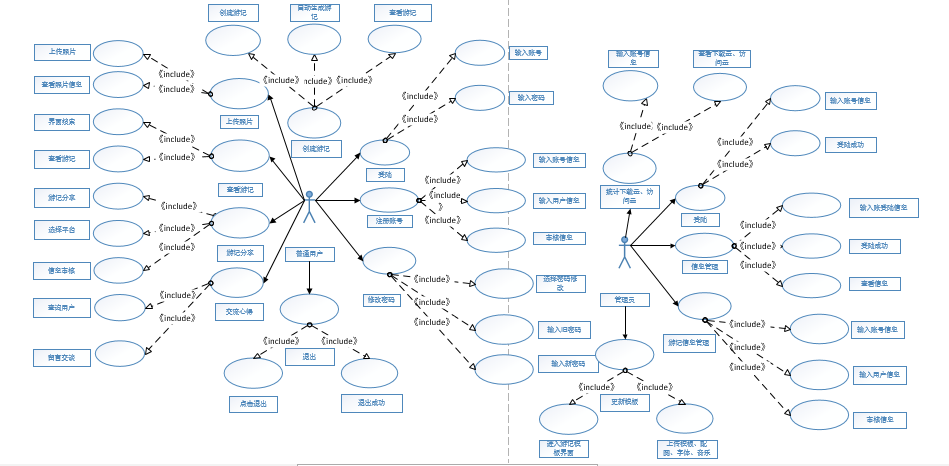 创建游记
自动生成游
记
查看游记
上传照片
《include》
《include》
查看照片信息
《include》
《include》
《include》
上传照片
创建游记
界面效果
《include》
查看游记
《include》
查看游记
游记分享
《include》
选择平台
《include》
《include》
信息审核
游记分享
查询用户
《include》
《include》
留言交谈
交流心得
普通用户
《include》
《include》
退出
点击退出
退出成功
输入账号
输入密码
《include》
《include》
登陆
输入账号信息
输入用户信息
审核信息
《include》
《include
》
《include》
注册账号
选择密码修
改
输入旧密码
输入新密码
《include》
《include》
《include》
修改密码
输入账号信
息
查看下载量、访
问量
《include》
《include》
统计下载量、访
问量
输入账号信息
登陆成功
《include》
《include》
登陆
输入账登陆信息
登陆成功
查看信息
《include》
《include》
《include》
信息管理
管理员
输入账号信息
输入用户信息
审核信息
《include》
《include》
《include》
游记信息管理
《include》
《include》
更新模板
进入游记模
板界面
上传模板、配
图、字体、音乐